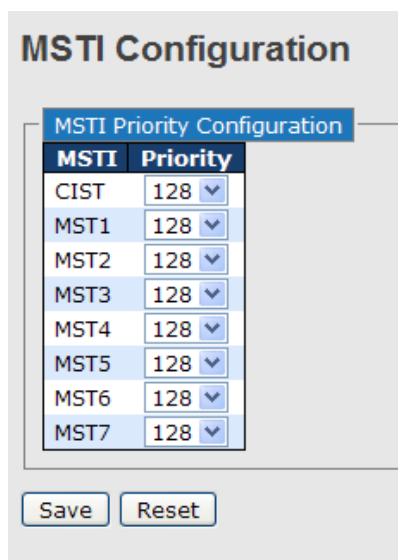 MSTI Configuration
MSTI Priority Configuration
MSTI Priority
CIST 128
MST1 128
MST2 128
MST3 128
MST4 128
MST5 128
MST6 128
MST7 128
Save Reset